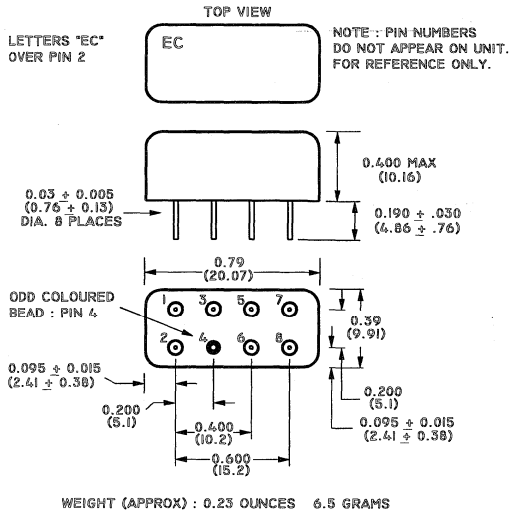 TOP VIEW
LETTERS "EC"
OVER PIN 2
EC
NOTE : PIN NUMBERS
DO NOT APPEAR ON UNIT.
FOR REFERENCE ONLY.
0.400 MAX
(10.16)
0.03 ± 0.005
(0.76 ± 0.13)
DIA. 8 PLACES
0.190 ± .030
(4.86 ± .76)
0.79
(20.07)
ODD COLOURED
BEAD : PIN 4
1 3 5 7
2 4 6 8
0.39
(9.91)
0.095 ± 0.015
(2.41 ± 0.38)
0.200
(5.1)
0.200
(5.1)
0.095 ± 0.015
(2.41 ± 0.38)
0.400
(10.2)
0.600
(15.2)
WEIGHT (APPROX) : 0.23 OUNCES 6.5 GRAMS